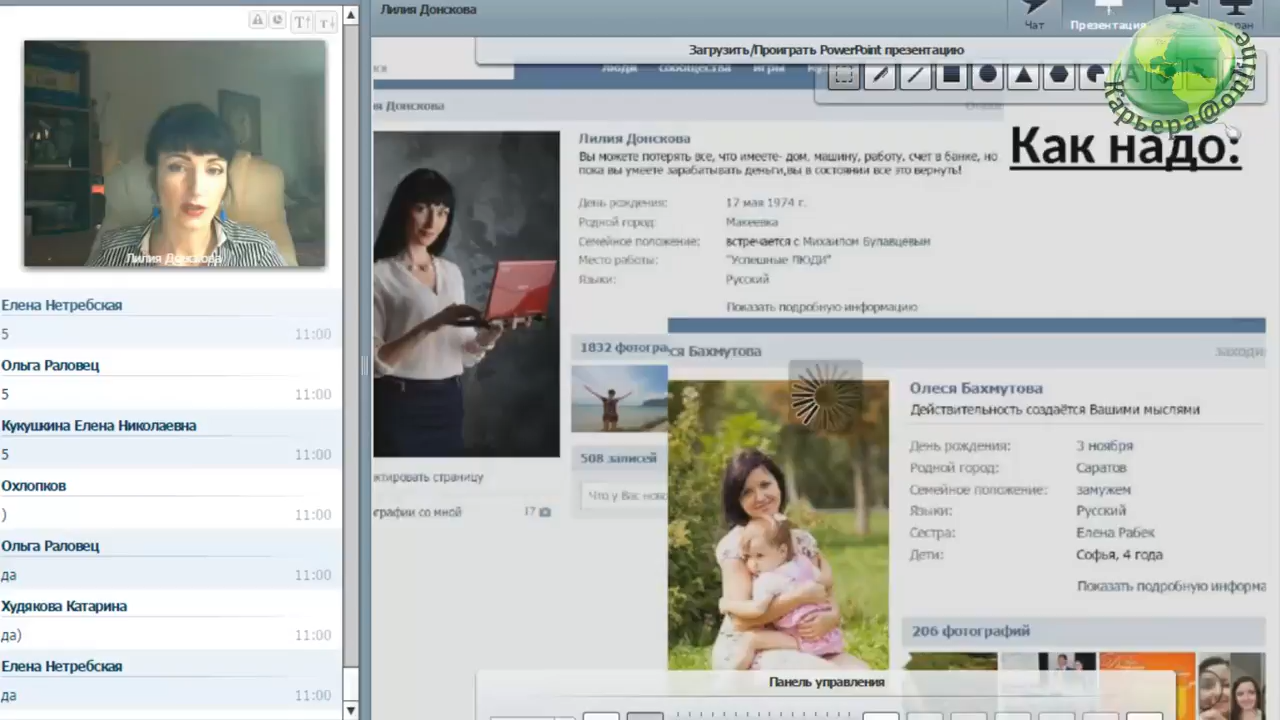 Лилия Донскова
Чат
Презентация
Загрузить/Проиграть PowerPoint презентацию
Карьера@online
люди сообщества игры
Лилия Донскова
Елена Нетребская
5 11:00
Ольга Раловец
5 11:00
Кукушкина Елена Николаевна
5 11:00
Охлопков
) 11:00
Ольга Раловец
да 11:00
Худякова Катарина
да) 11:00
Елена Нетребская
да 11:00
я Донскова
Как надо:
Лилия Донскова
Вы можете потерять все, что имеете- дом, машину, работу, счет в банке, но
пока вы умеете зарабатывать деньги,вы в состоянии все это вернуть!
День рождения: 17 мая 1974 г.
Родной город: Макеевка
Семейное положение: встречается с Михаилом Булавцевым
Место работы: "Успешные ЛЮДИ"
Языки: Русский
Показать подробную информацию
1832 фотогра
508 записей
Что у Вас ново
ктировать страницу
графии со мной 17
ся Бахмутова заходи
Олеся Бахмутова
Действительность создаётся Вашими мыслями
День рождения: 3 ноября
Родной город: Саратов
Семейное положение: замужем
Языки: Русский
Сестра: Елена Рабек
Дети: Софья, 4 года
Показать подробную информа
206 фотографий
Панель управления